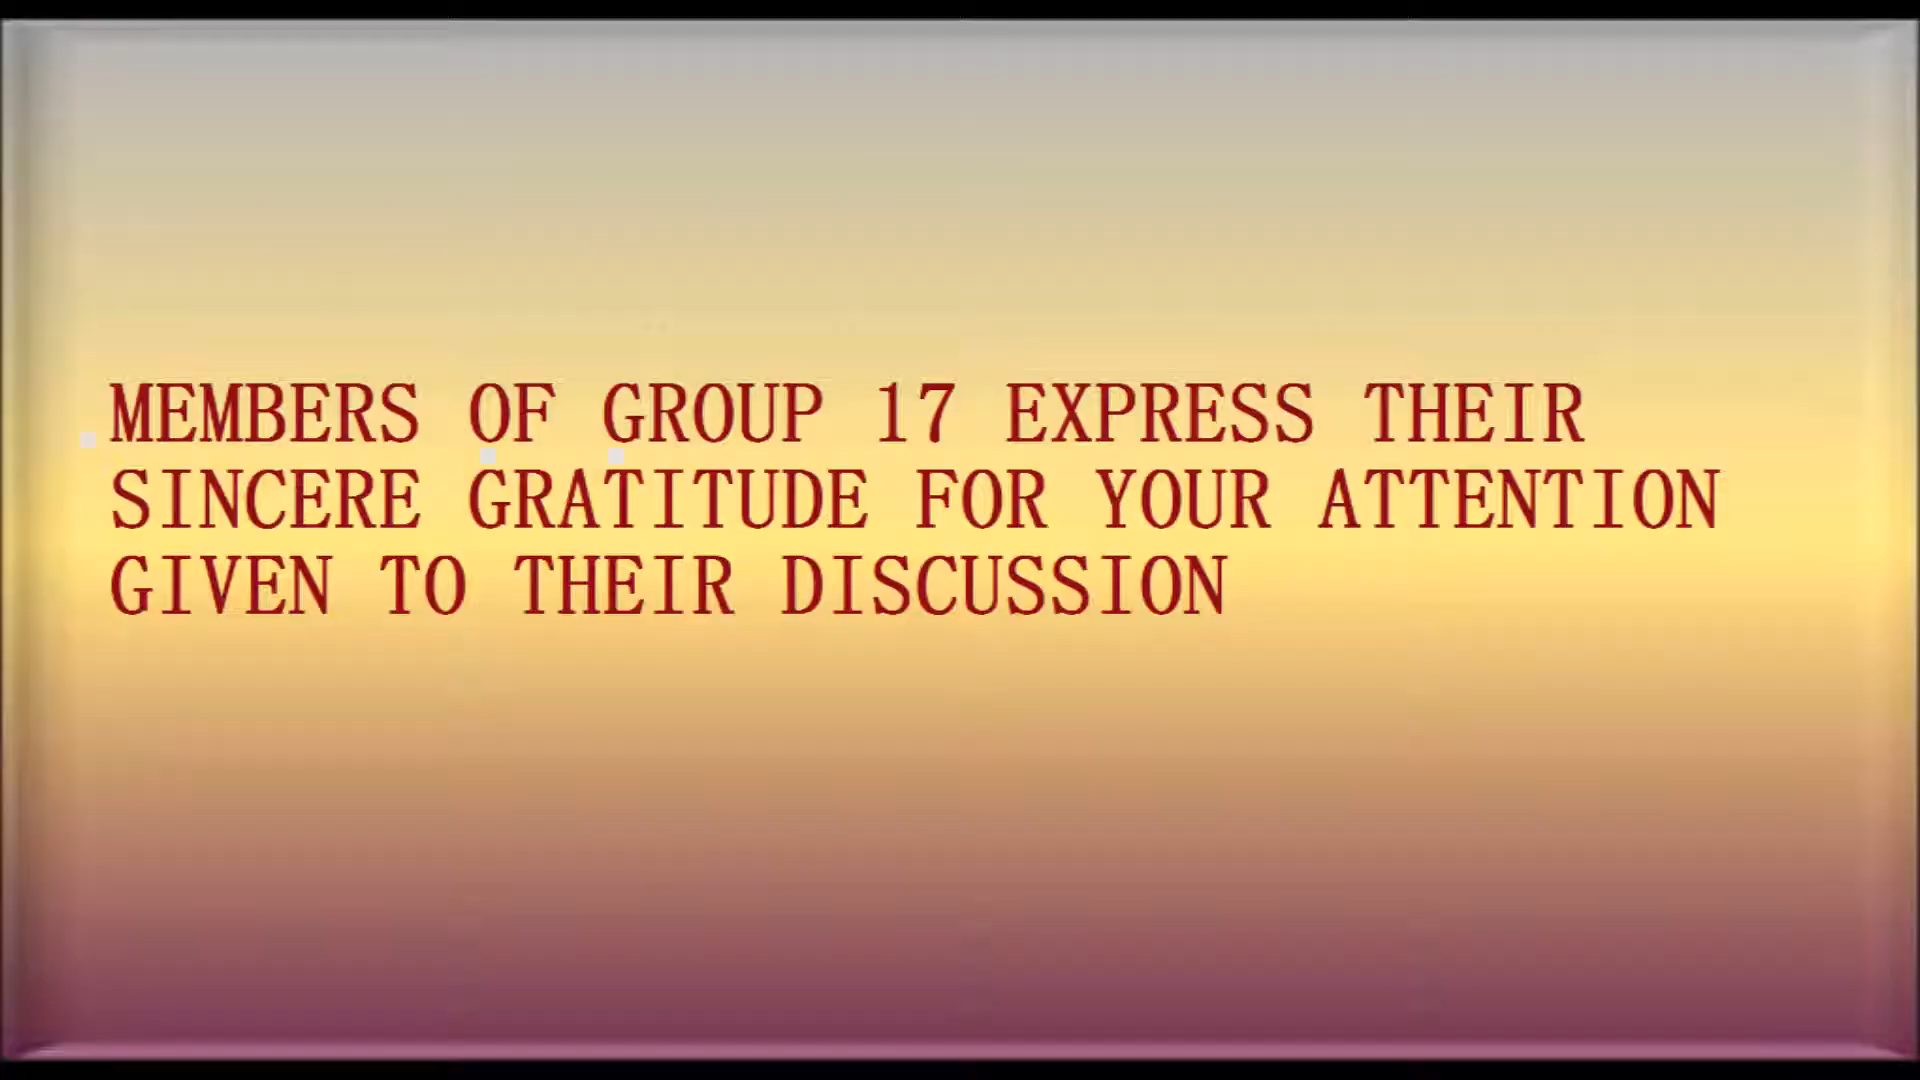 MEMBERS OF GROUP 17 EXPRESS THEIR
SINCERE GRATITUDE FOR YOUR ATTENTION
GIVEN TO THEIR DISCUSSION